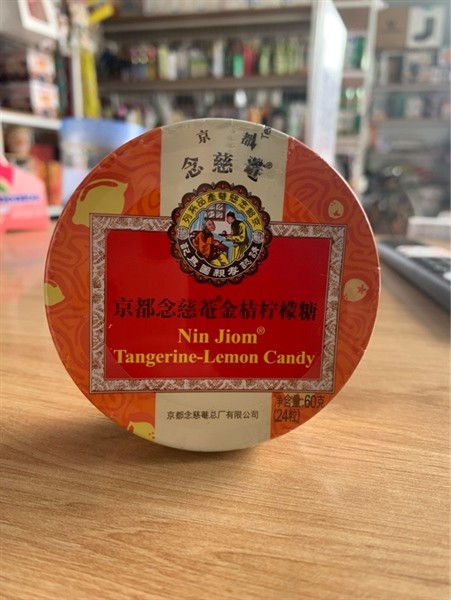 京都
念慈菴®
京都念慈菴金桔柠檬糖
Nin Jiom®
Tangerine-Lemon Candy
净含量:60克
(24粒)
京都念慈菴总厂有限公司